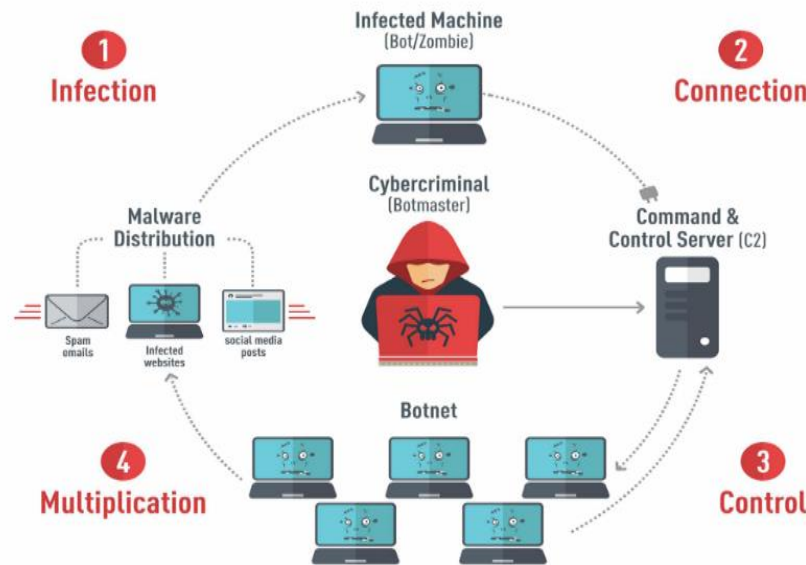 1
Infection
Infected Machine
(Bot/Zombie)
2
Connection
Malware
Distribution
Spam
emails
Infected
websites
social media
posts
Cybercriminal
(Botmaster)
Command &
Control Server (C2)
Botnet
4
Multiplication
3
Control